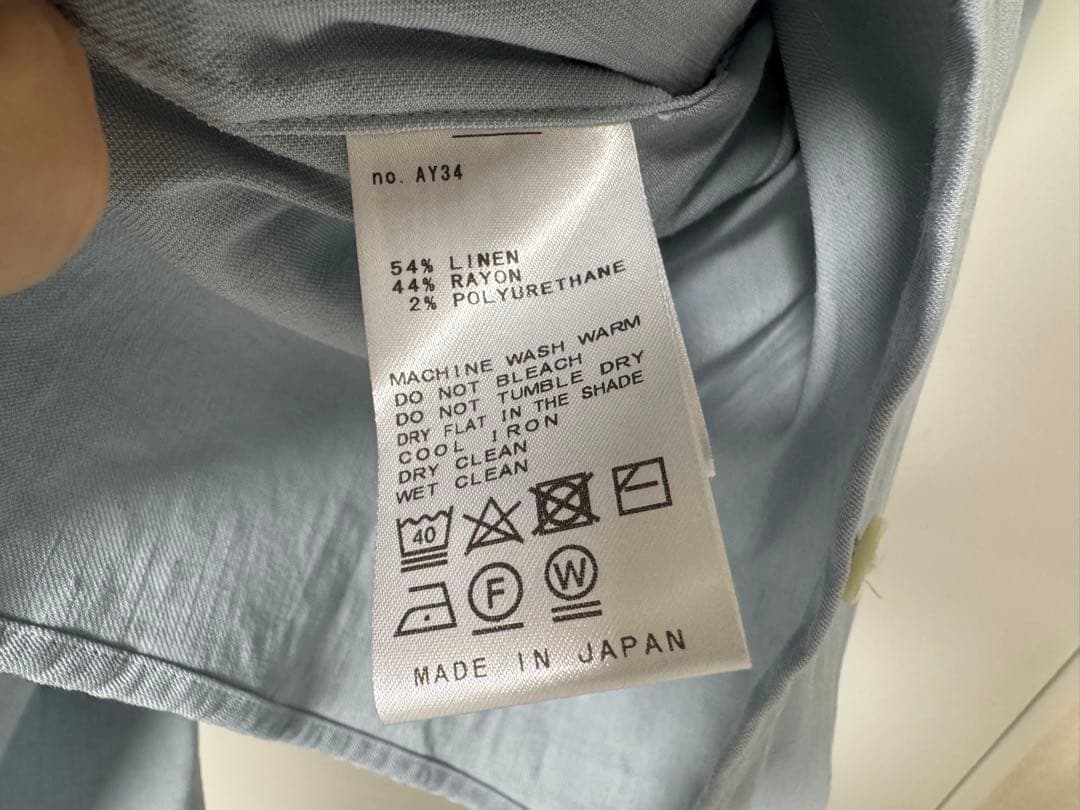 no. AY34
54% LINEN
44% RAYON
2% POLYURETHANE
MACHINE WASH WARM
DO NOT BLEACH
DO NOT TUMBLE DRY
DRY FLAT IN THE SHADE
COOL IRON
DRY CLEAN
WET CLEAN
40
F W
MADE IN JAPAN